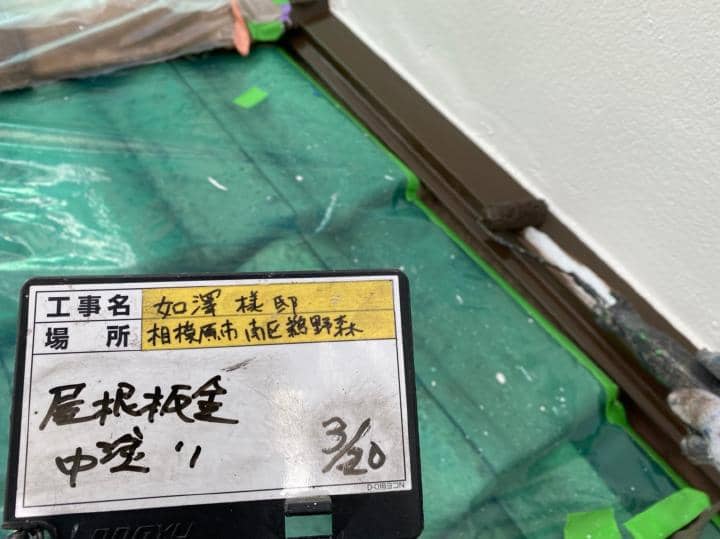 工事名 如澤様邸
場所 相模原市南区鵜野森
屋根板金
中塗り
3/20